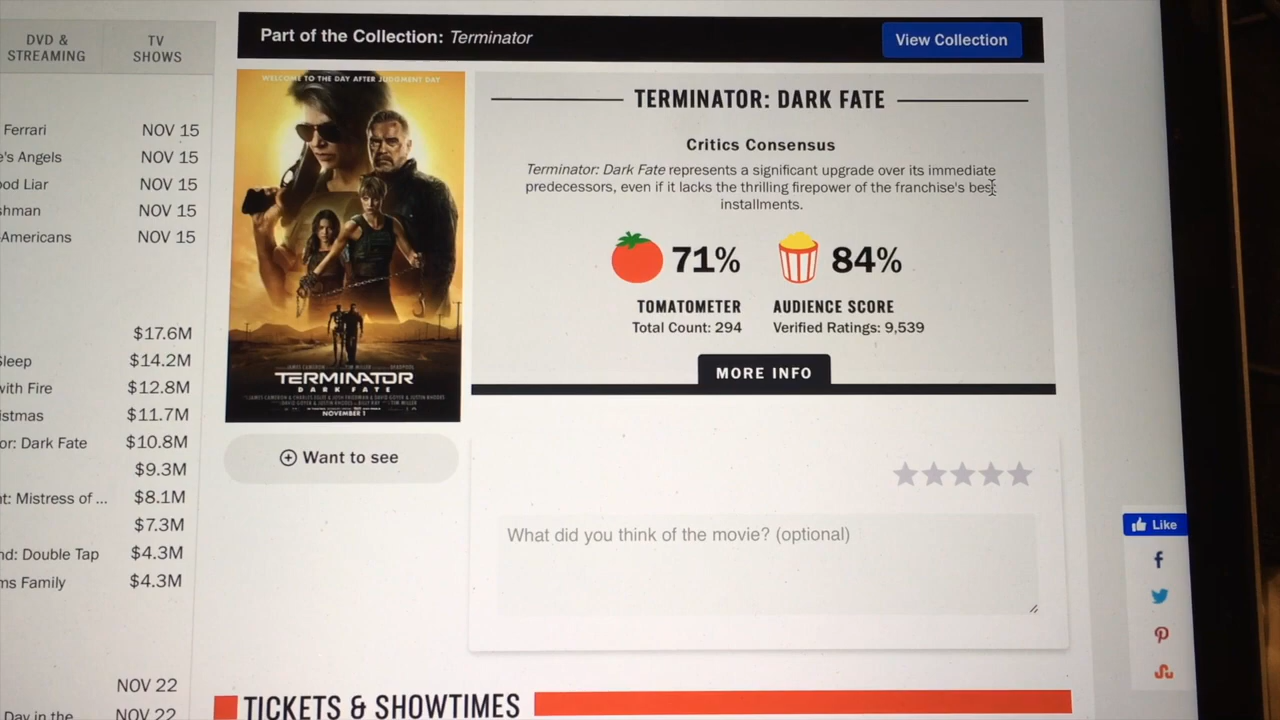 DVD &
STREAMING
TV
SHOWS
Ferrari NOV 15
e's Angels NOV 15
od Liar NOV 15
shman NOV 15
Americans NOV 15
$17.6M
Sleep $14.2M
with Fire $12.8M
istmas $11.7M
or: Dark Fate $10.8M
$9.3M
nt: Mistress of ... $8.1M
$7.3M
nd: Double Tap $4.3M
ms Family $4.3M
NOV 22
Day in the NOV 22
Part of the Collection: Terminator
View Collection
WELCOME TO THE DAY AFTER JUDGMENT DAY
TERMINATOR
DARK FATE
NOVEMBER 1
Want to see
TERMINATOR: DARK FATE
Critics Consensus
Terminator: Dark Fate represents a significant upgrade over its immediate
predecessors, even if it lacks the thrilling firepower of the franchise's best
installments.
71% 84%
TOMATOMETER AUDIENCE SCORE
Total Count: 294 Verified Ratings: 9,539
MORE INFO
What did you think of the movie? (optional)
Like
TICKETS & SHOWTIMES